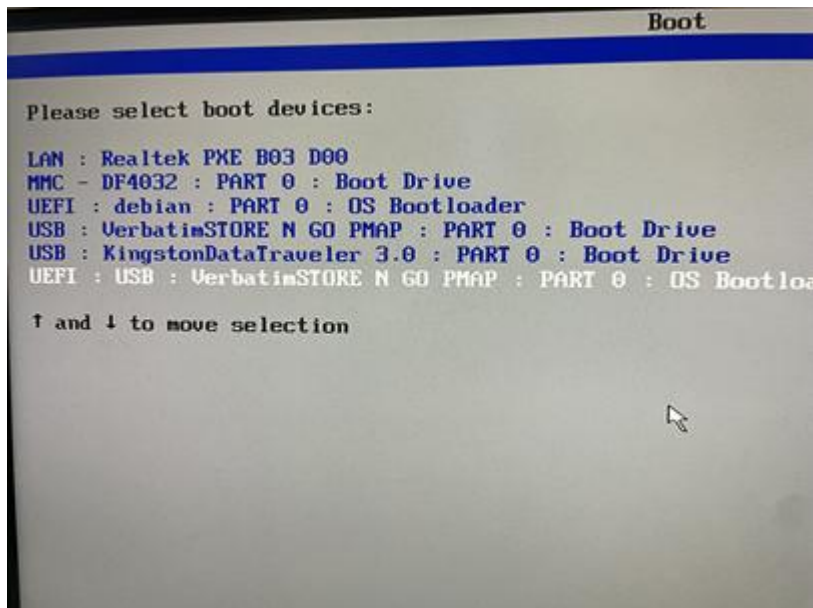 Boot
Please select boot devices:
LAN : Realtek PXE B03 D00
MMC - DF4032 : PART 0 : Boot Drive
UEFI : debian : PART 0 : OS Bootloader
USB : VerbatimSTORE N GO PMAP : PART 0 : Boot Drive
USB : KingstonDataTraveler 3.0 : PART 0 : Boot Drive
UEFI : USB : VerbatimSTORE N GO PMAP : PART 0 : OS Bootloa
↑ and ↓ to move selection